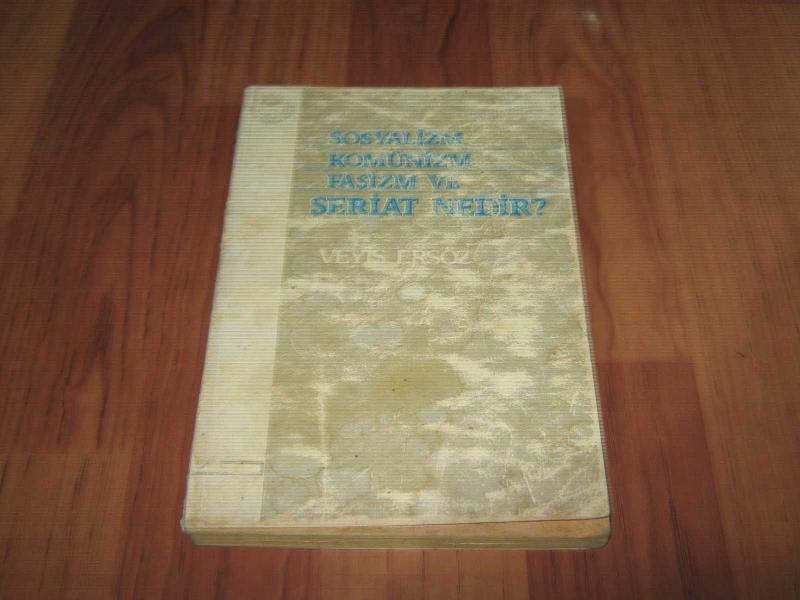 SOSYALİZM
KOMÜNİZM
FAŞİZM VE
ŞERİAT NEDİR?
VEYİS ERSÖZ